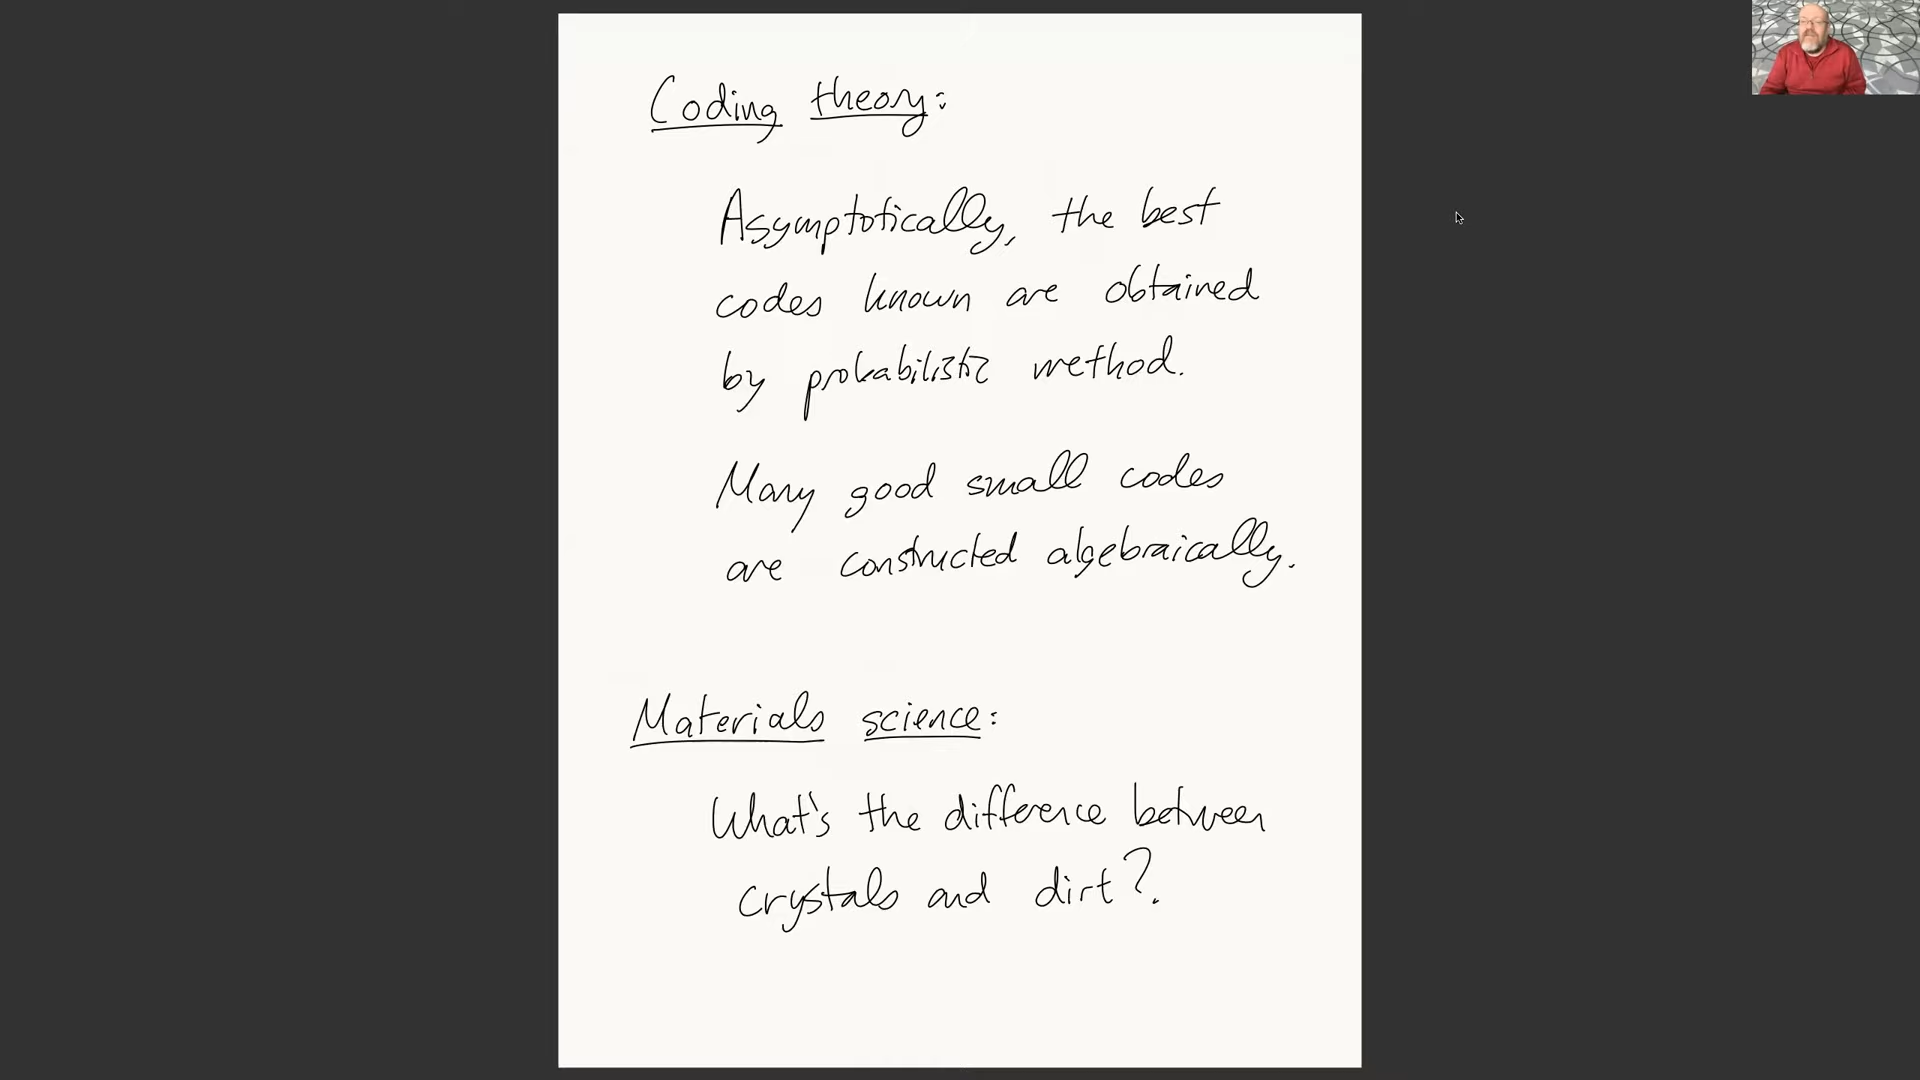 Coding theory:
Asymptotically, the best
codes known are obtained
by probabilistic method.
Many good small codes
are constructed algebraically.
Materials science:
What's the difference between
crystals and dirt?